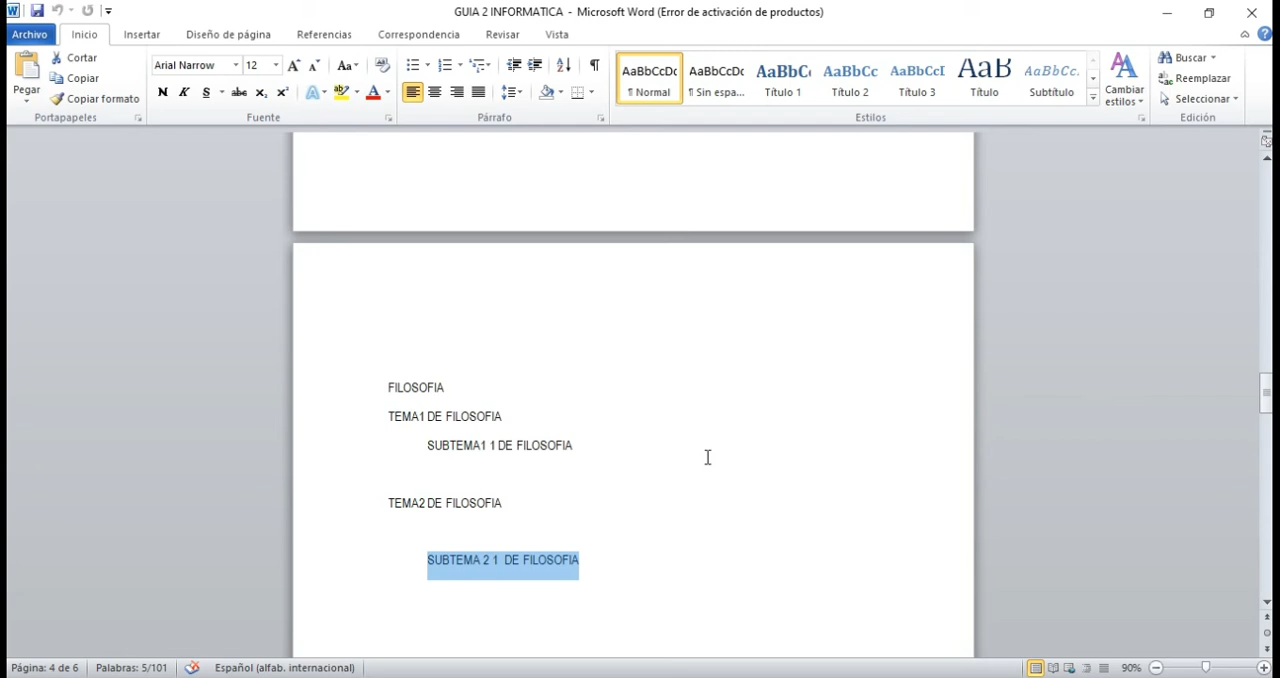 GUIA 2 INFORMATICA - Microsoft Word (Error de activación de productos)
Archivo Inicio Insertar Diseño de página Referencias Correspondencia Revisar Vista
Pegar
Cortar
Copiar
Copiar formato
Portapapeles
Arial Narrow 12
N K S abc x₂ x²
Fuente
Párrafo
AaBbCcDc AaBbCcDc AaBbC AaBbCc AaBbCcI AaB AaBbCc.
¶ Normal ¶ Sin espa... Título 1 Título 2 Título 3 Título Subtítulo
Cambiar estilos
Estilos
Buscar
Reemplazar
Seleccionar
Edición
FILOSOFIA
TEMA1 DE FILOSOFIA
SUBTEMA1 1 DE FILOSOFIA
TEMA2 DE FILOSOFIA
SUBTEMA 2 1 DE FILOSOFIA
Página: 4 de 6 Palabras: 5/101 Español (alfab. internacional) 90%